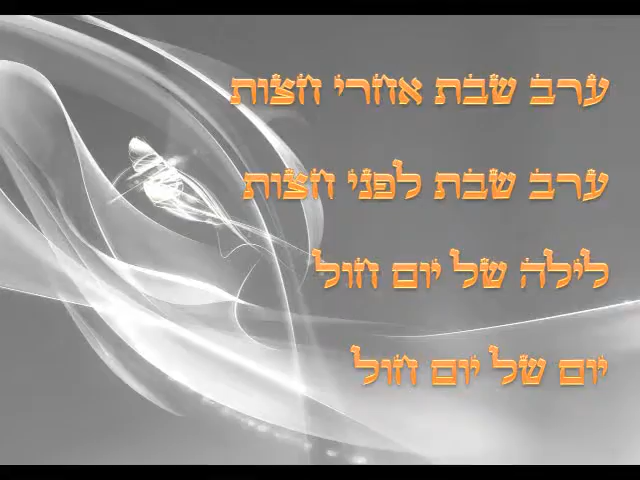 ערב שבת אחרי חצות
ערב שבת לפני חצות
לילה של יום חול
יום של יום חול